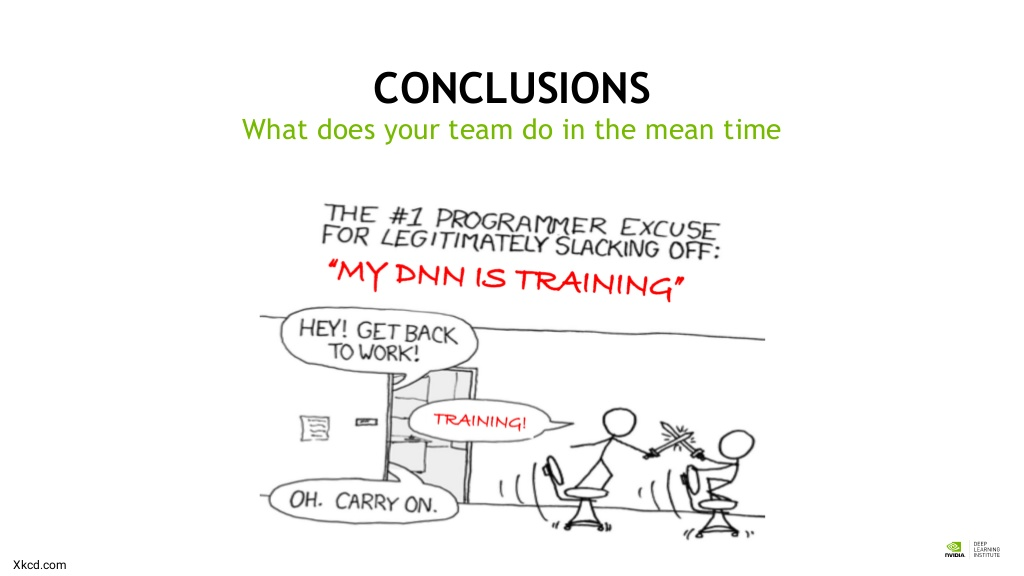 CONCLUSIONS
What does your team do in the mean time
THE #1 PROGRAMMER EXCUSE
FOR LEGITIMATELY SLACKING OFF:
"MY DNN IS TRAINING"
HEY! GET BACK
TO WORK!
TRAINING!
OH. CARRY ON.
NVIDIA
DEEP
LEARNING
INSTITUTE
Xkcd.com